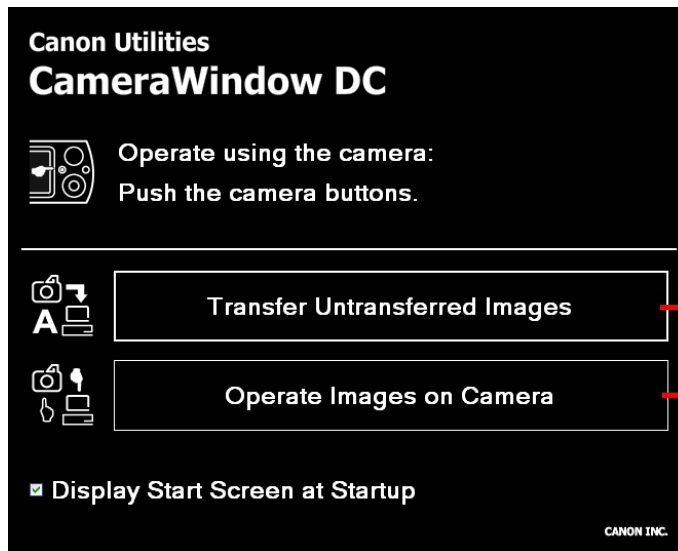 Canon Utilities
CameraWindow DC
Operate using the camera:
Push the camera buttons.
A
Transfer Untransferred Images
Operate Images on Camera
Display Start Screen at Startup
CANON INC.